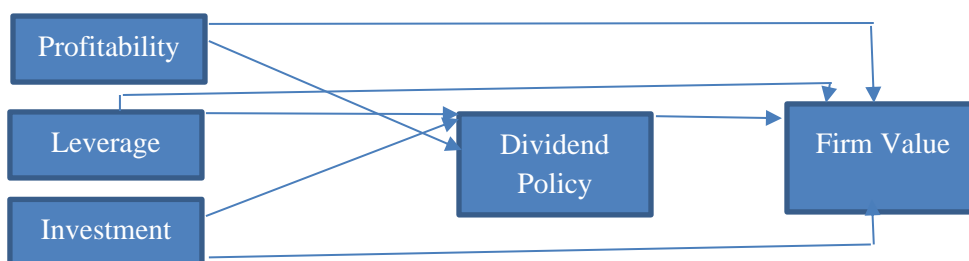 Profitability
Leverage
Investment
Dividend
Policy
Firm Value